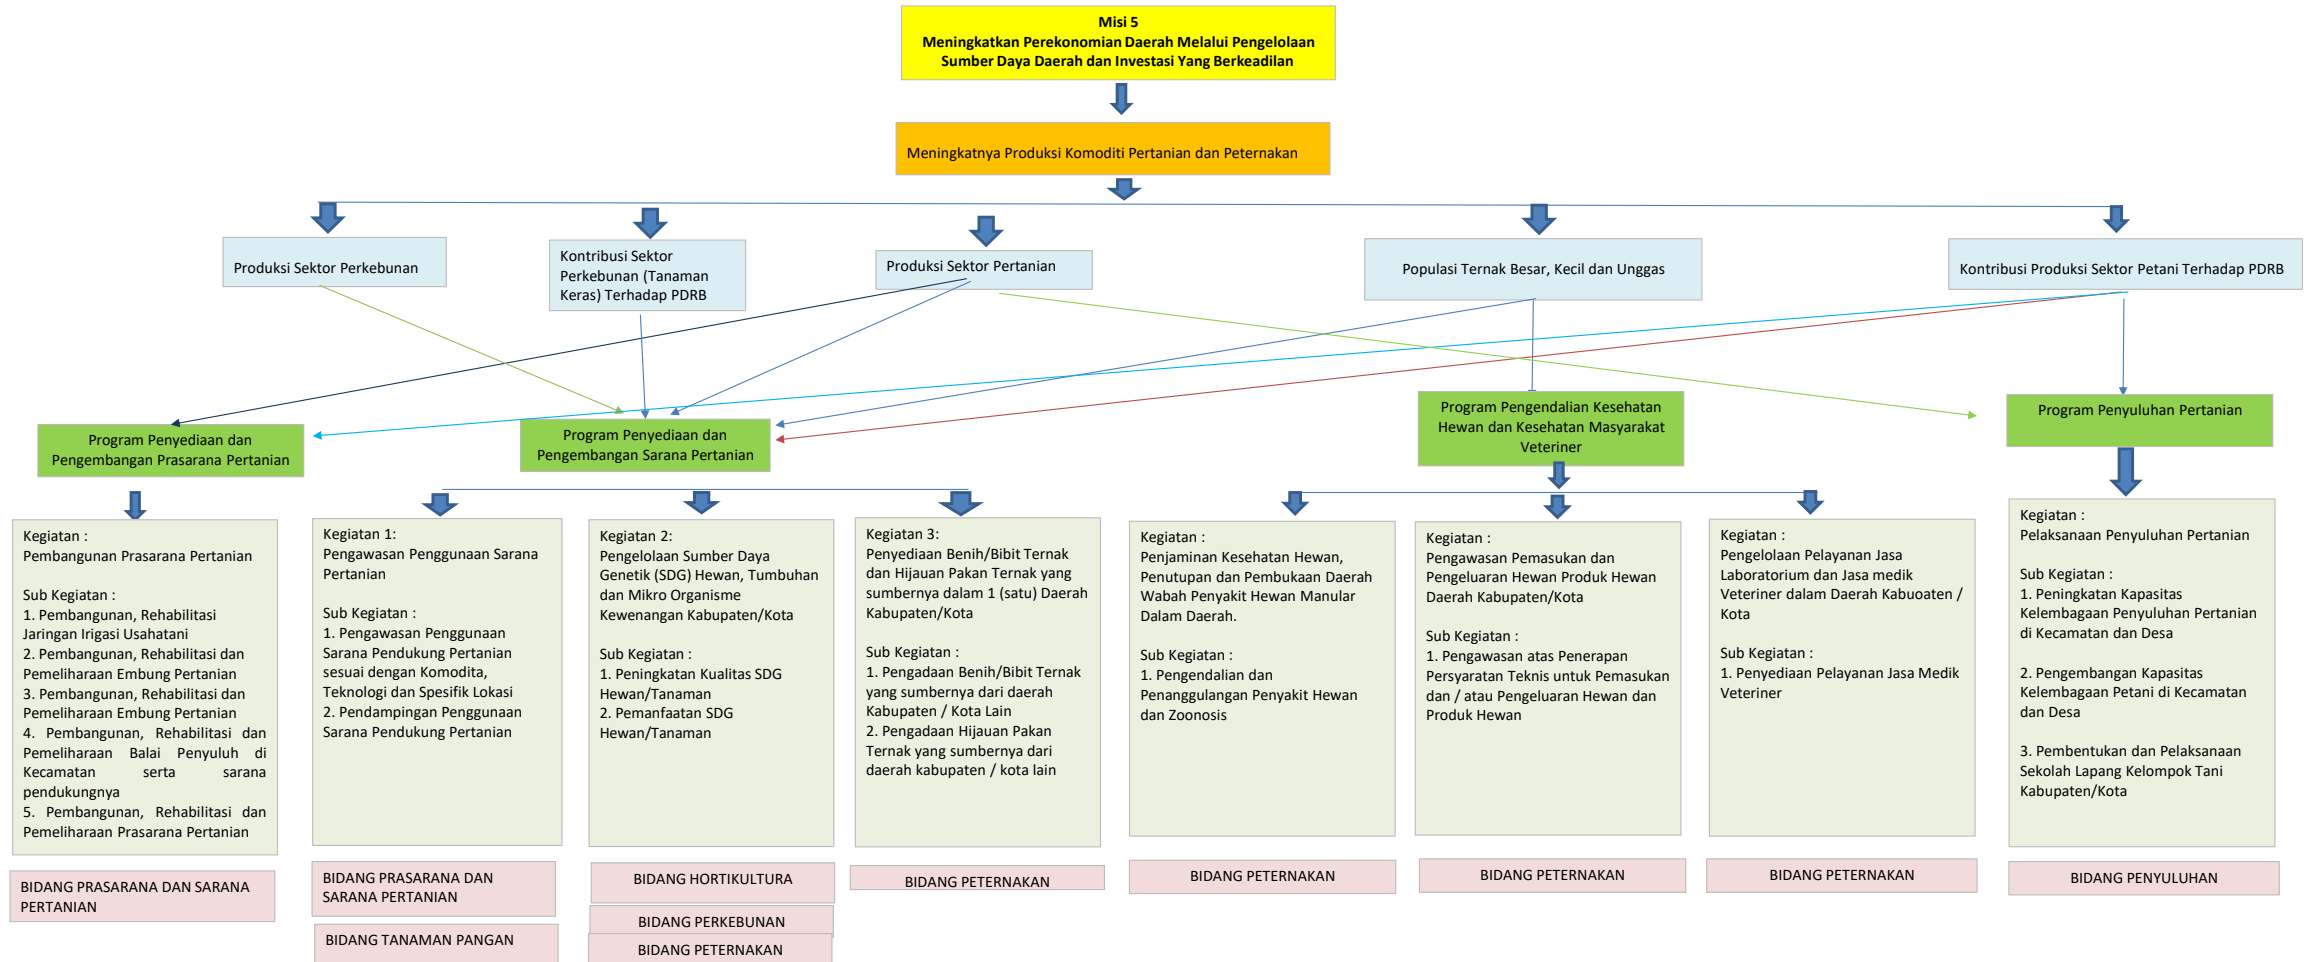 Misi 5
Meningkatkan Perekonomian Daerah Melalui Pengelolaan
Sumber Daya Daerah dan Investasi Yang Berkeadilan
Meningkatnya Produksi Komoditi Pertanian dan Peternakan
Produksi Sektor Perkebunan
Kontribusi Sektor
Perkebunan (Tanaman
Keras) Terhadap PDRB
Produksi Sektor Pertanian
Populasi Ternak Besar, Kecil dan Unggas
Kontribusi Produksi Sektor Petani Terhadap PDRB
Program Penyediaan dan
Pengembangan Prasarana Pertanian
Program Penyediaan dan
Pengembangan Sarana Pertanian
Program Pengendalian Kesehatan
Hewan dan Kesehatan Masyarakat
Veteriner
Program Penyuluhan Pertanian
Kegiatan :
Pembangunan Prasarana Pertanian
Sub Kegiatan :
1. Pembangunan, Rehabilitasi
Jaringan Irigasi Usahatani
2. Pembangunan, Rehabilitasi dan
Pemeliharaan Embung Pertanian
3. Pembangunan, Rehabilitasi dan
Pemeliharaan Embung Pertanian
4. Pembangunan, Rehabilitasi dan
Pemeliharaan Balai Penyuluh di
Kecamatan serta sarana
pendukungnya
5. Pembangunan, Rehabilitasi dan
Pemeliharaan Prasarana Pertanian
Kegiatan 1:
Pengawasan Penggunaan Sarana
Pertanian
Sub Kegiatan :
1. Pengawasan Penggunaan
Sarana Pendukung Pertanian
sesuai dengan Komodita,
Teknologi dan Spesifik Lokasi
2. Pendampingan Penggunaan
Sarana Pendukung Pertanian
Kegiatan 2:
Pengelolaan Sumber Daya
Genetik (SDG) Hewan, Tumbuhan
dan Mikro Organisme
Kewenangan Kabupaten/Kota
Sub Kegiatan :
1. Peningkatan Kualitas SDG
Hewan/Tanaman
2. Pemanfaatan SDG
Hewan/Tanaman
Kegiatan 3:
Penyediaan Benih/Bibit Ternak
dan Hijauan Pakan Ternak yang
sumbernya dalam 1 (satu) Daerah
Kabupaten/Kota
Sub Kegiatan :
1. Pengadaan Benih/Bibit Ternak
yang sumbernya dari daerah
Kabupaten / Kota Lain
2. Pengadaan Hijauan Pakan
Ternak yang sumbernya dari
daerah kabupaten / kota lain
Kegiatan :
Penjaminan Kesehatan Hewan,
Penutupan dan Pembukaan Daerah
Wabah Penyakit Hewan Manular
Dalam Daerah.
Sub Kegiatan :
1. Pengendalian dan
Penanggulangan Penyakit Hewan
dan Zoonosis
Kegiatan :
Pengawasan Pemasukan dan
Pengeluaran Hewan Produk Hewan
Daerah Kabupaten/Kota
Sub Kegiatan :
1. Pengawasan atas Penerapan
Persyaratan Teknis untuk Pemasukan
dan / atau Pengeluaran Hewan dan
Produk Hewan
Kegiatan :
Pengelolaan Pelayanan Jasa
Laboratorium dan Jasa medik
Veteriner dalam Daerah Kabuoaten /
Kota
Sub Kegiatan :
1. Penyediaan Pelayanan Jasa Medik
Veteriner
Kegiatan :
Pelaksanaan Penyuluhan Pertanian
Sub Kegiatan :
1. Peningkatan Kapasitas
Kelembagaan Penyuluhan Pertanian
di Kecamatan dan Desa
2. Pengembangan Kapasitas
Kelembagaan Petani di Kecamatan
dan Desa
3. Pembentukan dan Pelaksanaan
Sekolah Lapang Kelompok Tani
Kabupaten/Kota
BIDANG PRASARANA DAN SARANA
PERTANIAN
BIDANG PRASARANA DAN
SARANA PERTANIAN
BIDANG TANAMAN PANGAN
BIDANG HORTIKULTURA
BIDANG PERKEBUNAN
BIDANG PETERNAKAN
BIDANG PETERNAKAN
BIDANG PETERNAKAN
BIDANG PETERNAKAN
BIDANG PETERNAKAN
BIDANG PENYULUHAN